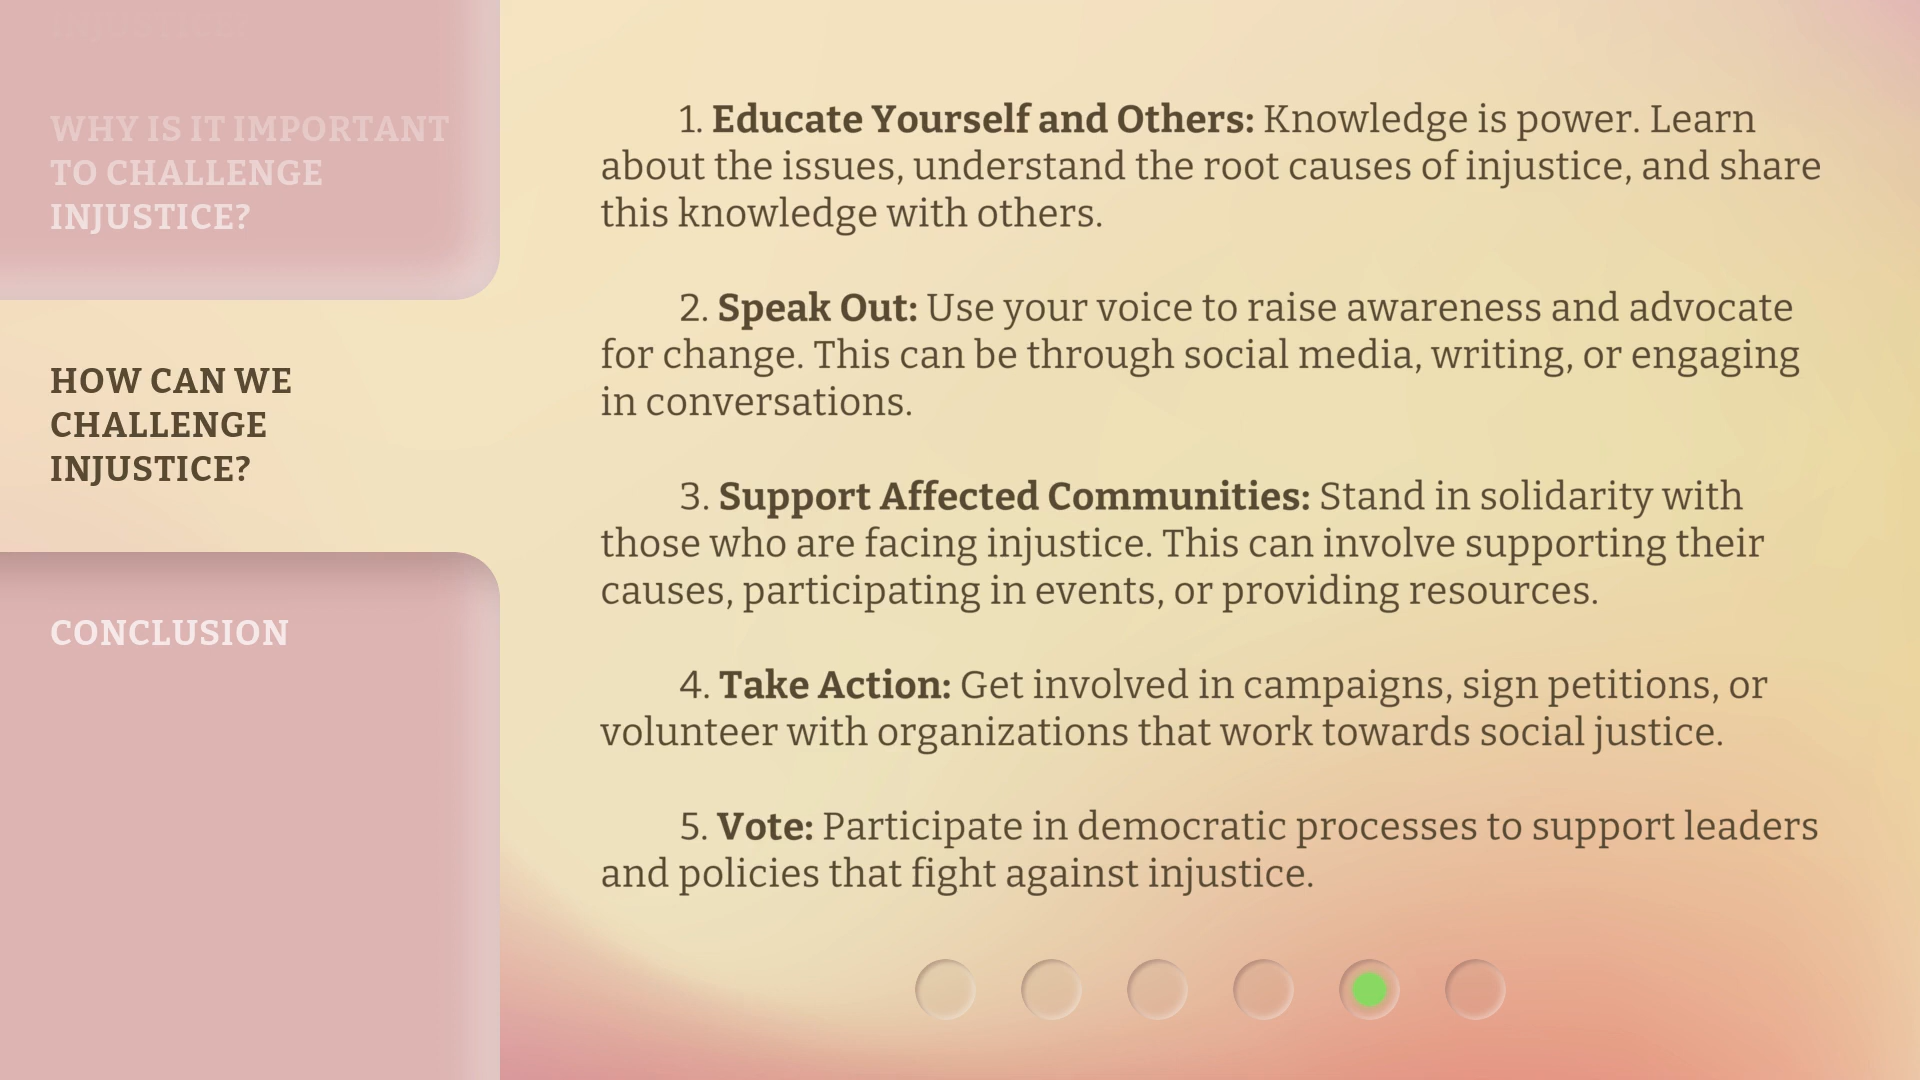 INJUSTICE?
WHY IS IT IMPORTANT
TO CHALLENGE
INJUSTICE?
HOW CAN WE
CHALLENGE
INJUSTICE?
CONCLUSION
1. Educate Yourself and Others: Knowledge is power. Learn
about the issues, understand the root causes of injustice, and share
this knowledge with others.
2. Speak Out: Use your voice to raise awareness and advocate
for change. This can be through social media, writing, or engaging
in conversations.
3. Support Affected Communities: Stand in solidarity with
those who are facing injustice. This can involve supporting their
causes, participating in events, or providing resources.
4. Take Action: Get involved in campaigns, sign petitions, or
volunteer with organizations that work towards social justice.
5. Vote: Participate in democratic processes to support leaders
and policies that fight against injustice.